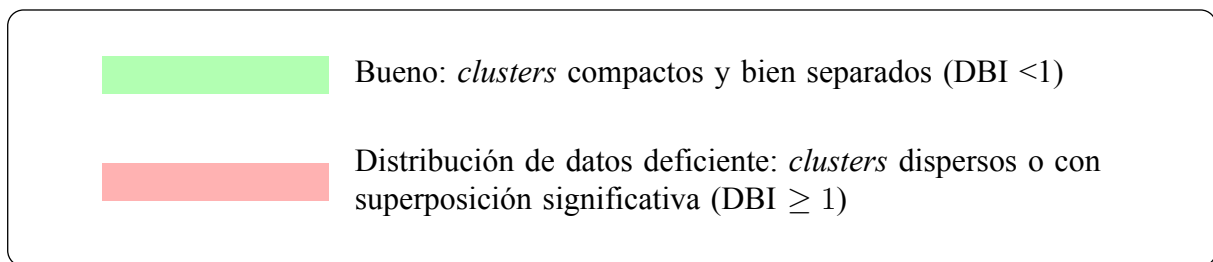 Bueno: clusters compactos y bien separados (DBI <1)
Distribución de datos deficiente: clusters dispersos o con
superposición significativa (DBI ≥ 1)